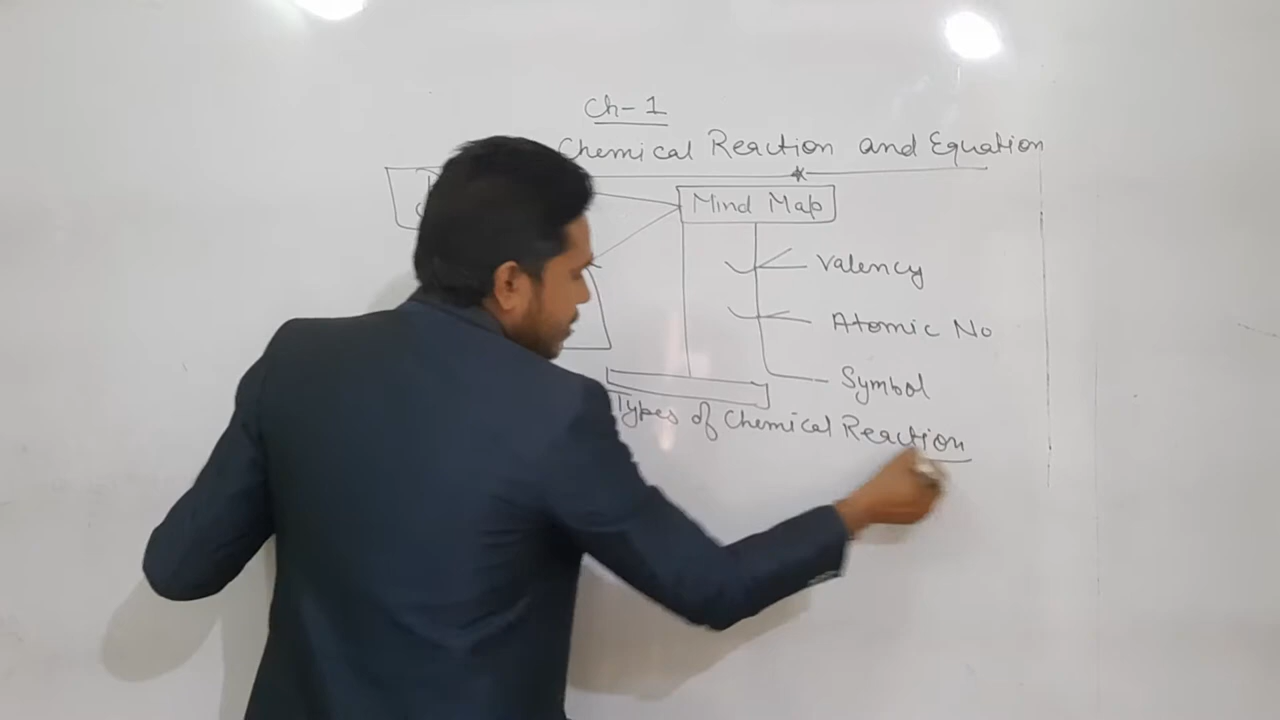 Ch-1
Chemical Reaction and Equation
Mind Map
Valency
Atomic No
Symbol
Types of Chemical Reaction